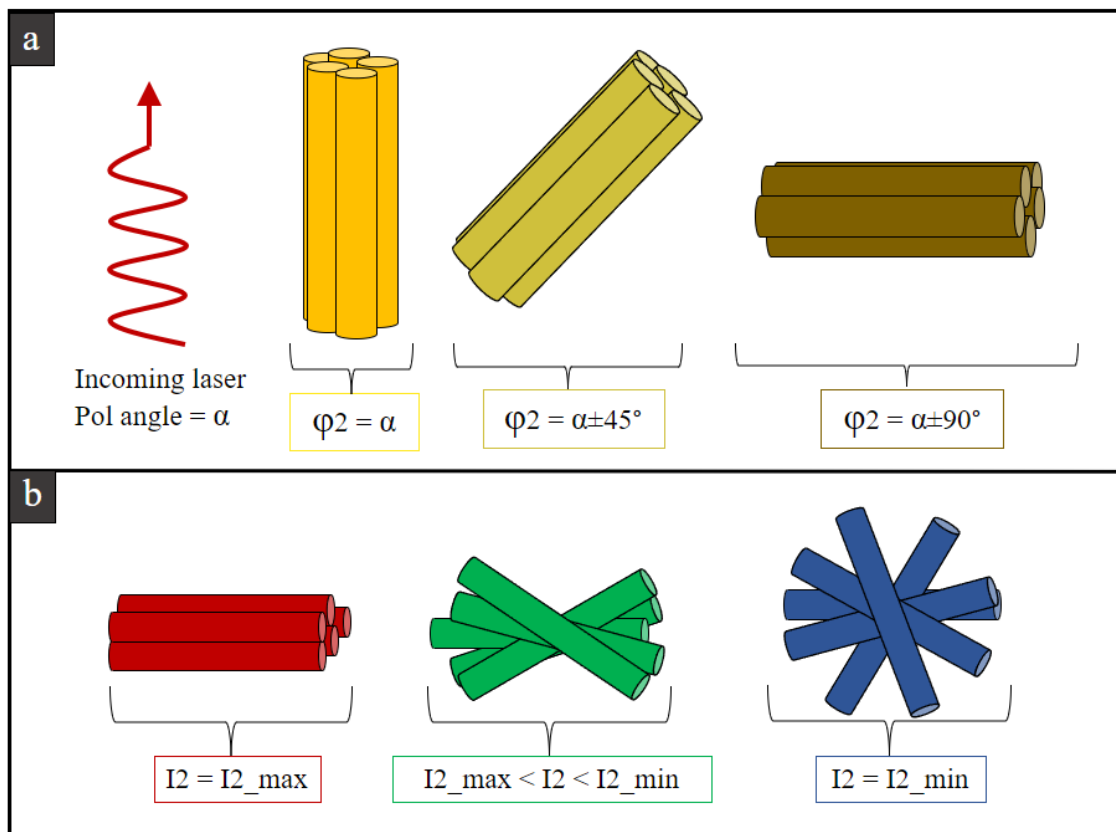 a
Incoming laser
Pol angle = α
φ2 = α
φ2 = α±45°
φ2 = α±90°
b
I2 = I2_max
I2_max < I2 < I2_min
I2 = I2_min